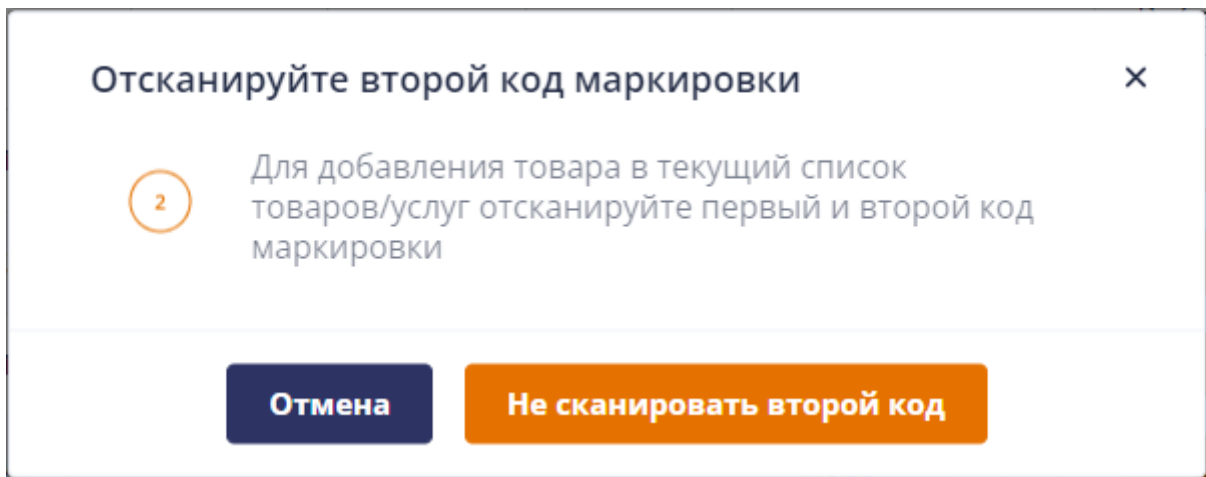 Отсканируйте второй код маркировки
2
Для добавления товара в текущий список
товаров/услуг отсканируйте первый и второй код
маркировки
Отмена
Не сканировать второй код